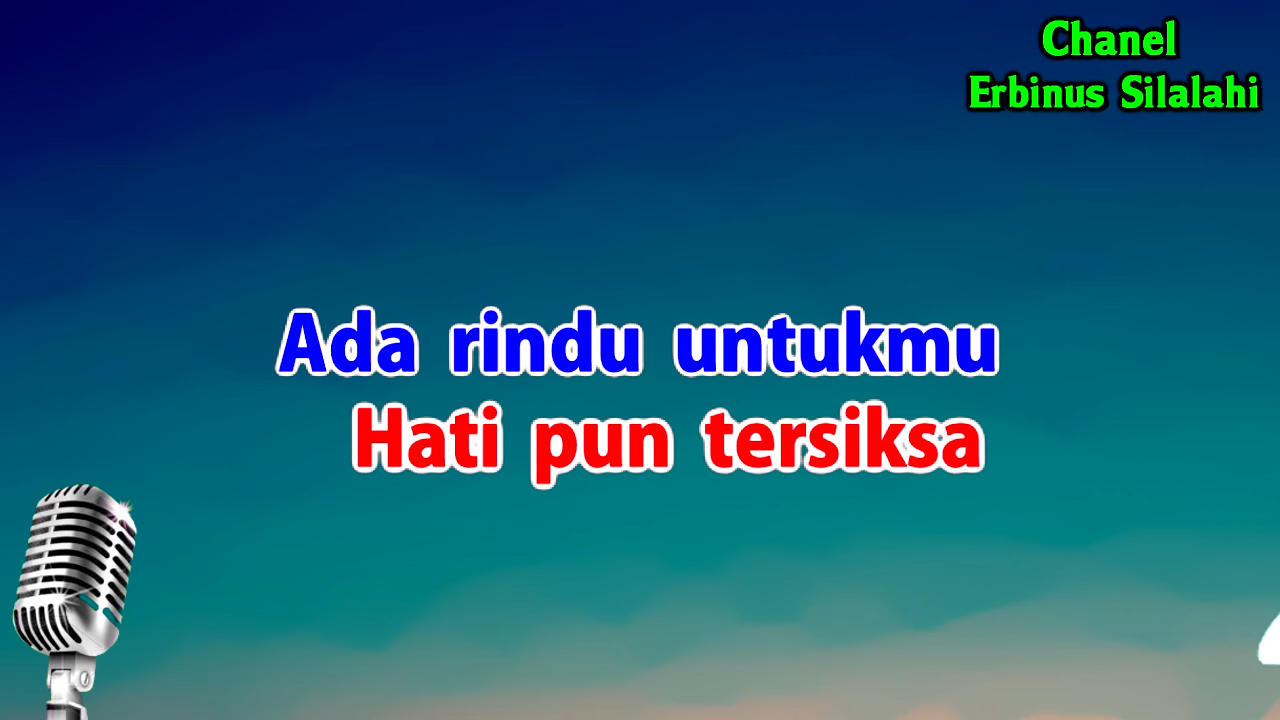 Chanel
Erbinus Silalahi
Ada rindu untukmu
Hati pun tersiksa